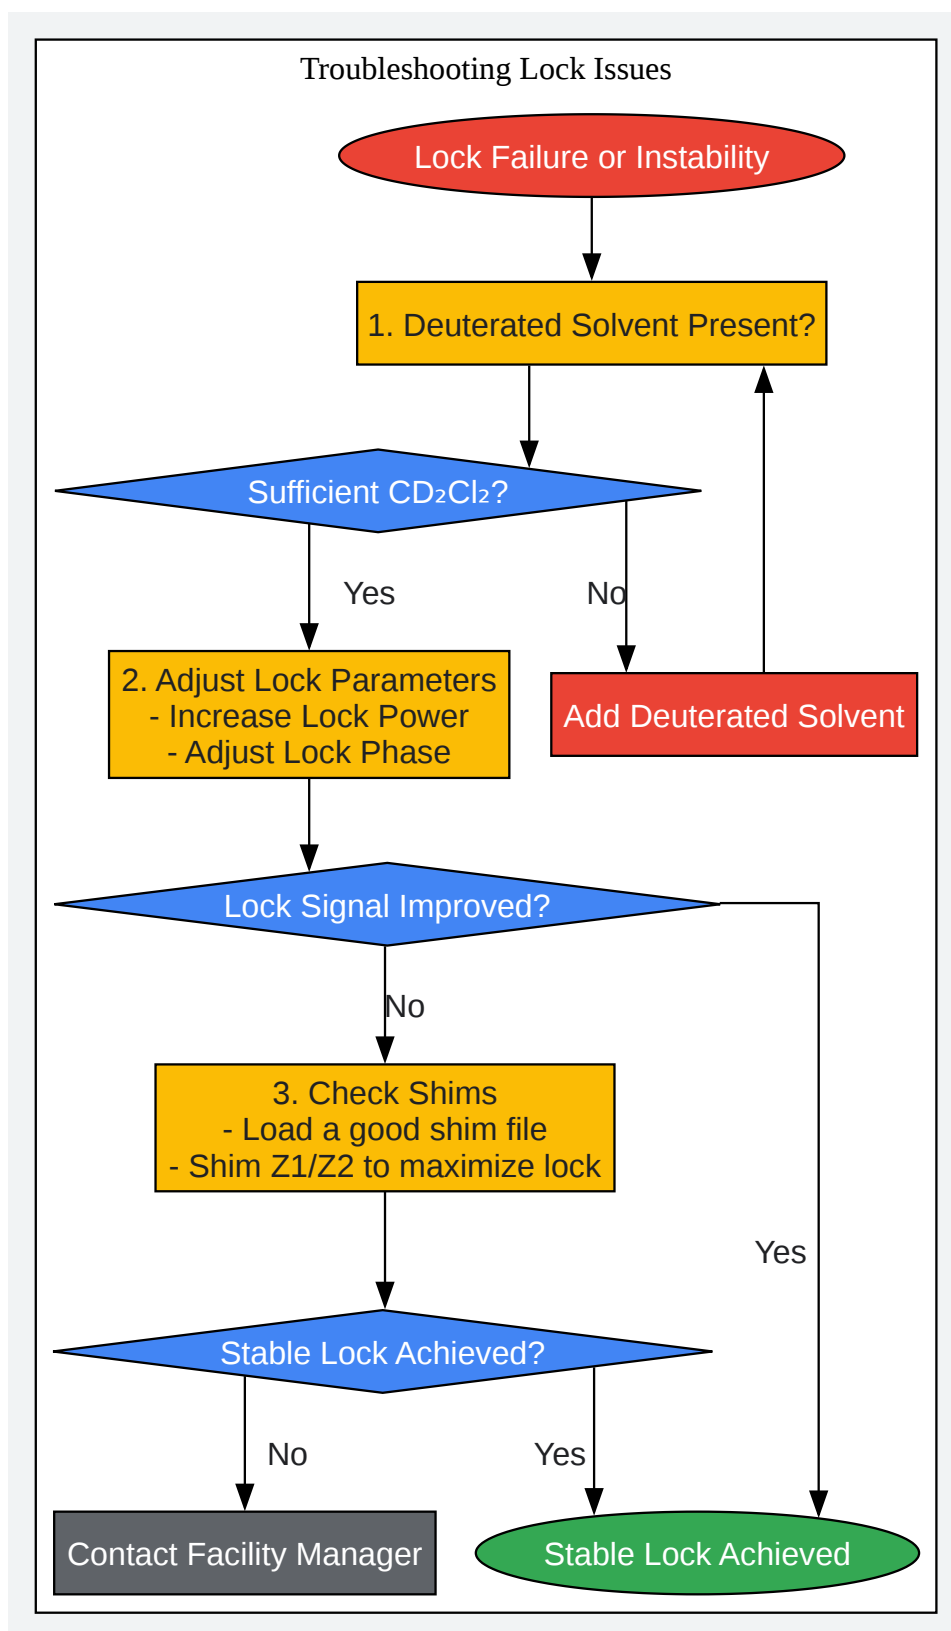 Troubleshooting Lock Issues
Lock Failure or Instability
1. Deuterated Solvent Present?
Sufficient CD₂Cl₂?
Yes
No
2. Adjust Lock Parameters
- Increase Lock Power
- Adjust Lock Phase
Add Deuterated Solvent
Lock Signal Improved?
No
3. Check Shims
- Load a good shim file
- Shim Z1/Z2 to maximize lock
Yes
Stable Lock Achieved?
No
Yes
Contact Facility Manager
Stable Lock Achieved